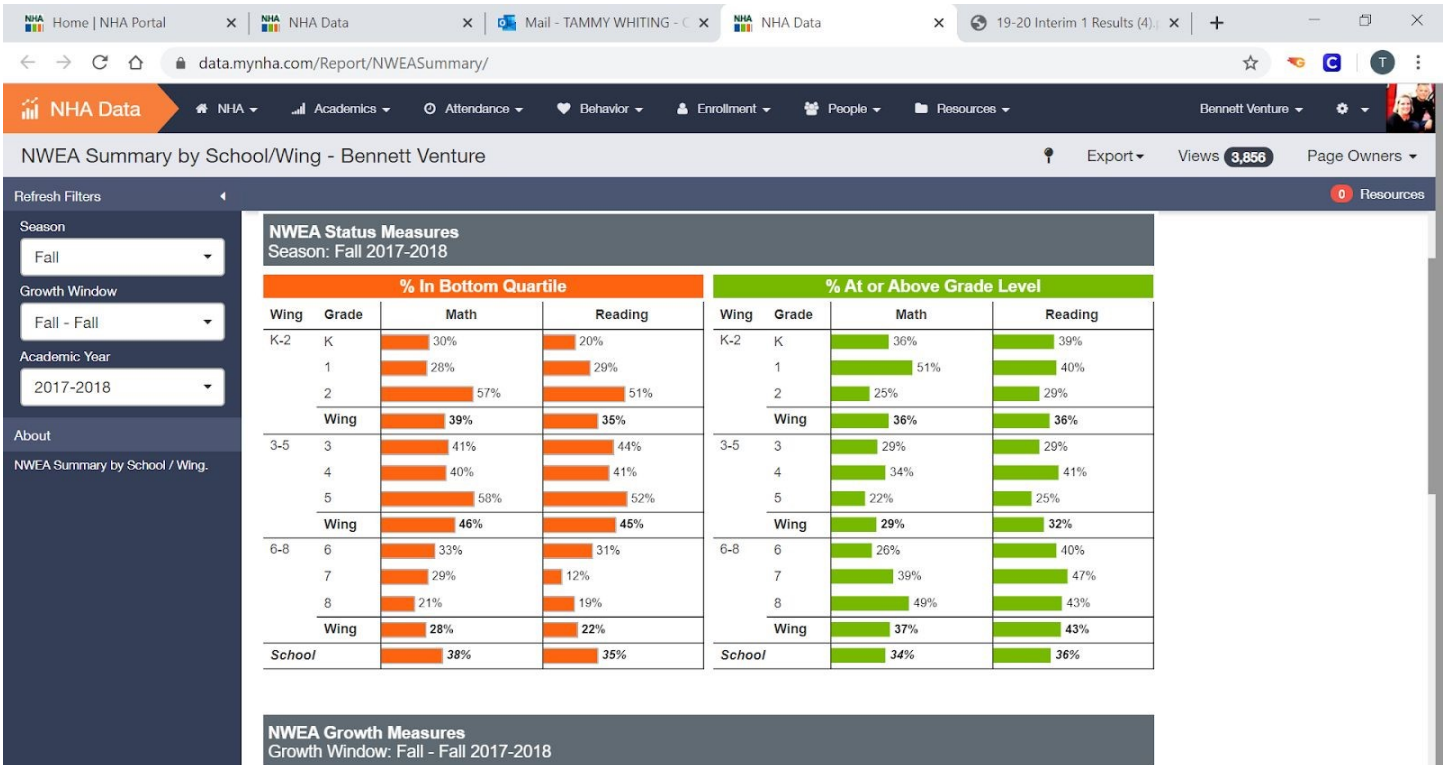 NHA Home | NHA Portal NHA NHA Data Mail - TAMMY WHITING - NHA NHA Data 19-20 Interim 1 Results (4).
data.mynha.com/Report/NWEASummary/ G C T
NHA Data NHA Academics Attendance Behavior Enrollment People Resources Bennett Venture
NWEA Summary by School/Wing - Bennett Venture Export Views 3,856 Page Owners
Refresh Filters 0 Resources
Season
Fall
Growth Window
Fall - Fall
Academic Year
2017-2018
About
NWEA Summary by School / Wing.
NWEA Status Measures
Season: Fall 2017-2018
% In Bottom Quartile % At or Above Grade Level
Wing Grade Math Reading Wing Grade Math Reading
K-2 K 30% 20% K-2 K 36% 39%
1 28% 29% 1 51% 40%
2 57% 51% 2 25% 29%
Wing 39% 35% Wing 36% 36%
3-5 3 41% 44% 3-5 3 29% 29%
4 40% 41% 4 34% 41%
5 58% 52% 5 22% 25%
Wing 46% 45% Wing 29% 32%
6-8 6 33% 31% 6-8 6 26% 40%
7 29% 12% 7 39% 47%
8 21% 19% 8 49% 43%
Wing 28% 22% Wing 37% 43%
School 38% 35% School 34% 36%
NWEA Growth Measures
Growth Window: Fall - Fall 2017-2018